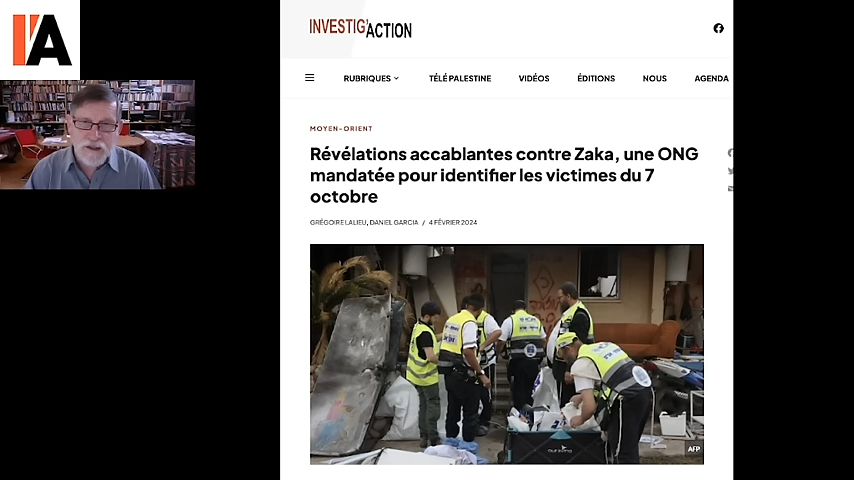 I'A
INVESTIG'ACTION
RUBRIQUES TÉLÉ PALESTINE VIDÉOS ÉDITIONS NOUS AGENDA
MOYEN-ORIENT
Révélations accablantes contre Zaka, une ONG
mandatée pour identifier les victimes du 7
octobre
GRÉGOIRE LALIEU, DANIEL GARCIA / 4 FÉVRIER 2024
AFP